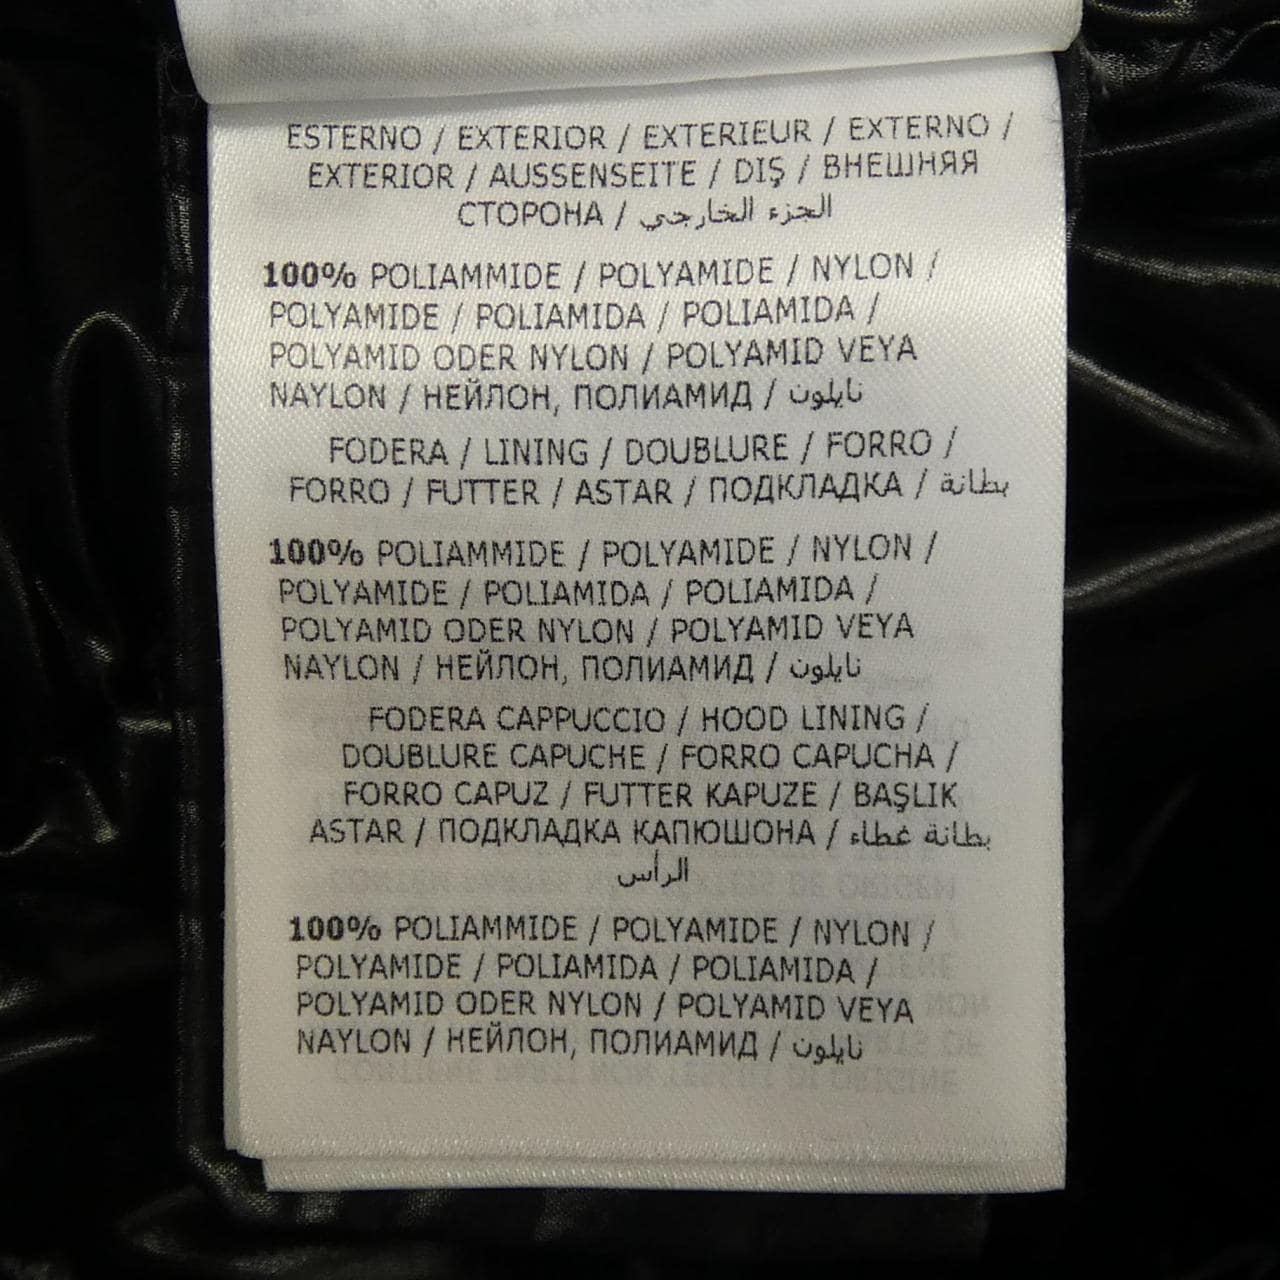 ESTERNO / EXTERIOR / EXTERIEUR / EXTERNO /
EXTERIOR / AUSSENSEITE / DIŞ / ВНЕШНЯЯ
СТОРОНА / الجزء الخارجي
100% POLIAMMIDE / POLYAMIDE / NYLON /
POLYAMIDE / POLIAMIDA / POLIAMIDA /
POLYAMID ODER NYLON / POLYAMID VEYA
NAYLON / НЕЙЛОН, ПОЛИАМИД / نايلون
FODERA / LINING / DOUBLURE / FORRO /
FORRO / FUTTER / ASTAR / ПОДКЛАДКА / بطانة
100% POLIAMMIDE / POLYAMIDE / NYLON /
POLYAMIDE / POLIAMIDA / POLIAMIDA /
POLYAMID ODER NYLON / POLYAMID VEYA
NAYLON / НЕЙЛОН, ПОЛИАМИД / نايلون
FODERA CAPPUCCIO / HOOD LINING /
DOUBLURE CAPUCHE / FORRO CAPUCHA /
FORRO CAPUZ / FUTTER KAPUZE / BAŞLIK
ASTAR / ПОДКЛАДКА КАПЮШОНА / بطانة غطاء
الرأس
100% POLIAMMIDE / POLYAMIDE / NYLON /
POLYAMIDE / POLIAMIDA / POLIAMIDA /
POLYAMID ODER NYLON / POLYAMID VEYA
NAYLON / НЕЙЛОН, ПОЛИАМИД / نايلون